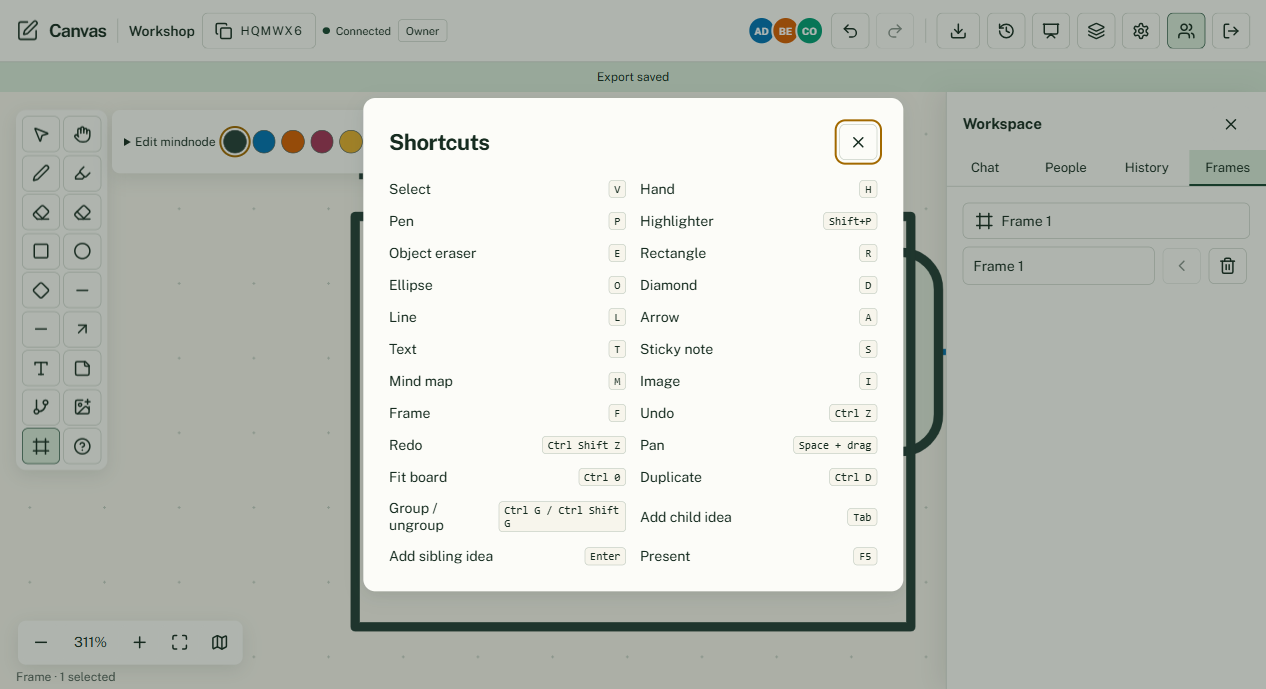 Canvas
Workshop
HQMWX6
Connected
Owner
AD
BE
CO
Export saved
Edit mindnode
Shortcuts
Select V
Hand H
Pen P
Highlighter Shift+P
Object eraser E
Rectangle R
Ellipse O
Diamond D
Line L
Arrow A
Text T
Sticky note S
Mind map M
Image I
Frame F
Undo Ctrl Z
Redo Ctrl Shift Z
Pan Space + drag
Fit board Ctrl 0
Duplicate Ctrl D
Group /
ungroup
Ctrl G / Ctrl Shift
G
Add child idea Tab
Add sibling idea Enter
Present F5
Workspace
Chat
People
History
Frames
Frame 1
Frame 1
311%
Frame · 1 selected